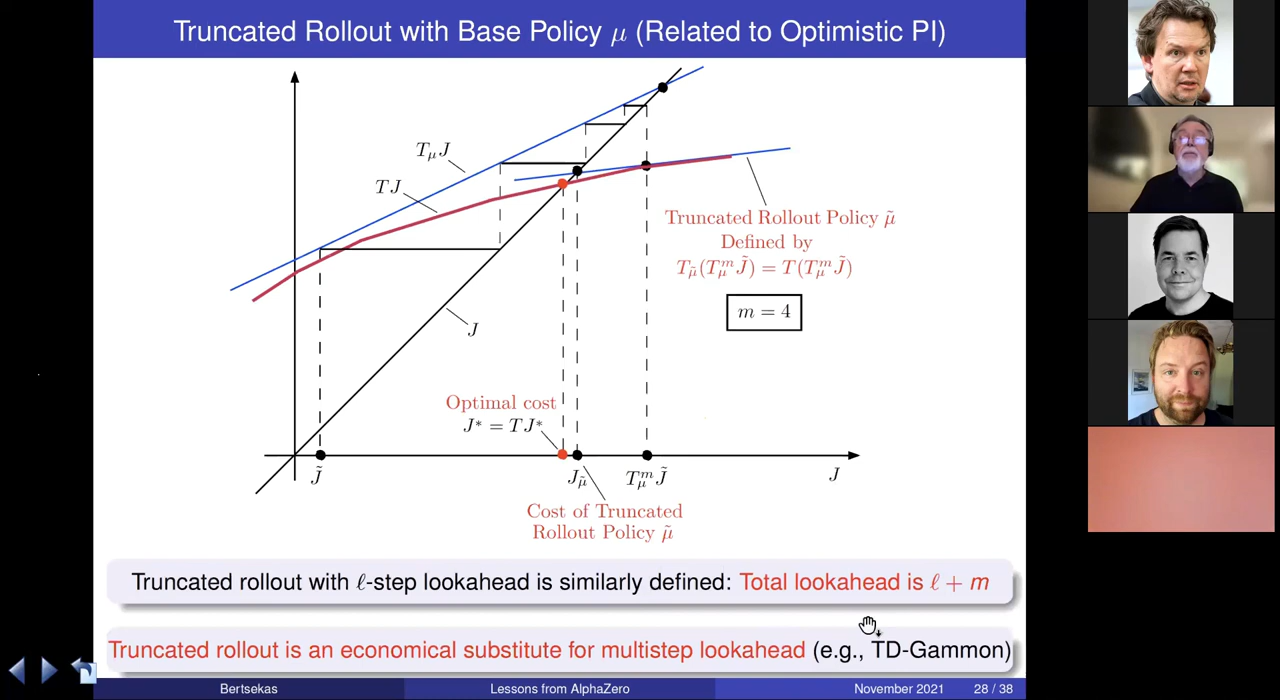 Truncated Rollout with Base Policy μ (Related to Optimistic PI)
T_μ J
T J
Truncated Rollout Policy μ̃
Defined by
T_μ̃(T_μ^m J̃) = T(T_μ^m J̃)
m = 4
J
Optimal cost
J* = TJ*
J̃
J_μ̃
T_μ^m J̃
J
Cost of Truncated
Rollout Policy μ̃
Truncated rollout with ℓ-step lookahead is similarly defined: Total lookahead is ℓ + m
Truncated rollout is an economical substitute for multistep lookahead (e.g., TD-Gammon)
Bertsekas
Lessons from AlphaZero
November 2021
28 / 38